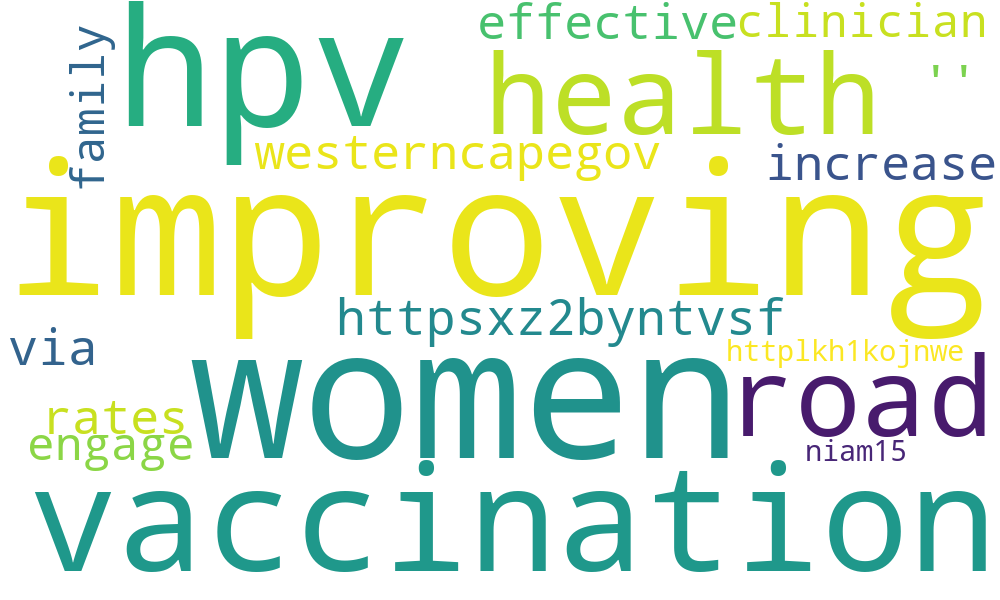 effective clinician
hpv
family
health ''
westerncapegov increase
improving
httpsxz2byntvsf
via
httplkh1kojnwe
women road
rates
engage
niam15
vaccination